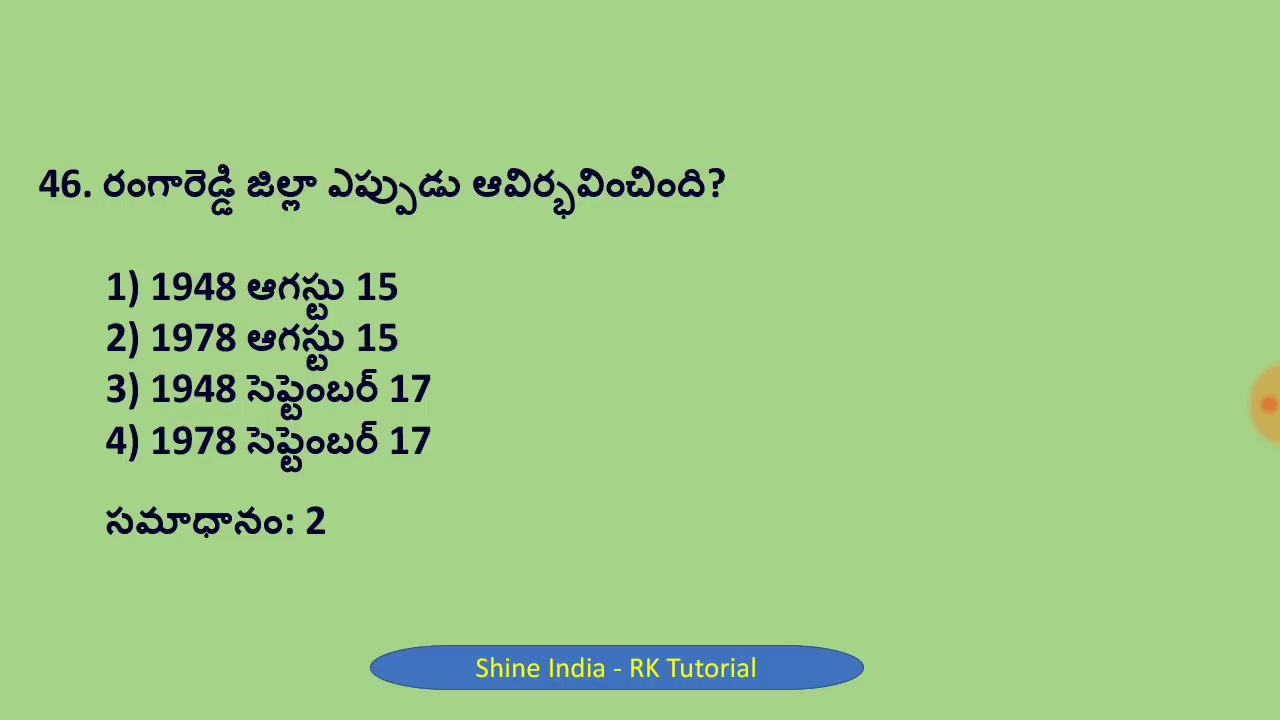 46. రంగారెడ్డి జిల్లా ఎప్పుడు ఆవిర్భవించింది?
1) 1948 ఆగస్టు 15
2) 1978 ఆగస్టు 15
3) 1948 సెప్టెంబర్ 17
4) 1978 సెప్టెంబర్ 17
సమాధానం: 2
Shine India - RK Tutorial